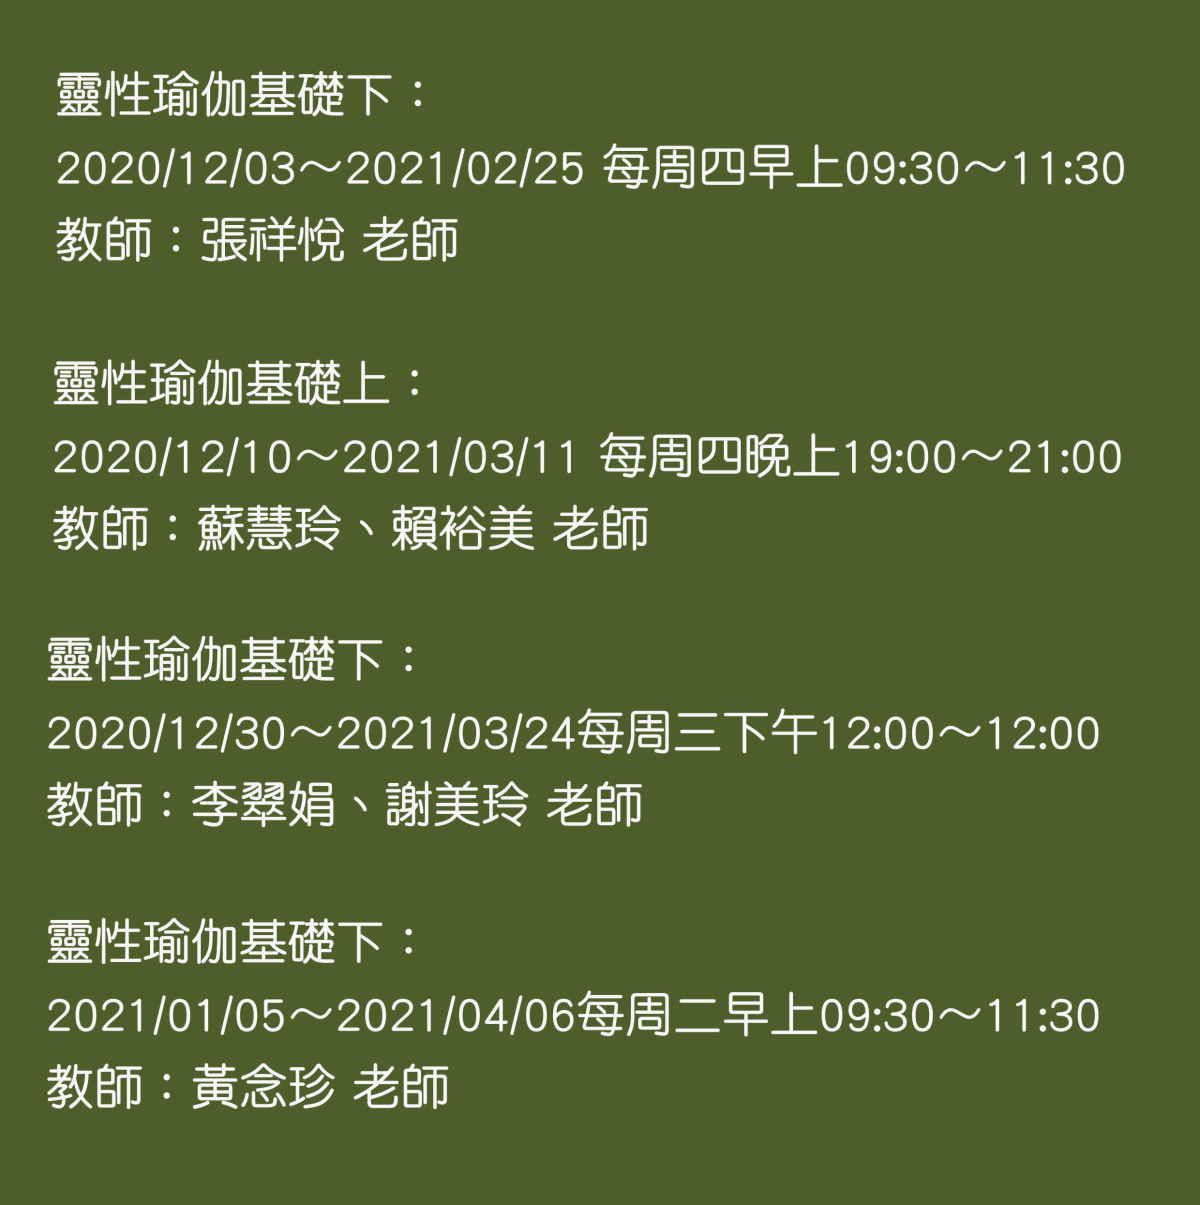 靈性瑜伽基礎下：
2020/12/03～2021/02/25 每周四早上09:30～11:30
教師：張祥悅 老師
靈性瑜伽基礎上：
2020/12/10～2021/03/11 每周四晚上19:00～21:00
教師：蘇慧玲、賴裕美 老師
靈性瑜伽基礎下：
2020/12/30～2021/03/24每周三下午12:00～12:00
教師：李翠娟、謝美玲 老師
靈性瑜伽基礎下：
2021/01/05～2021/04/06每周二早上09:30～11:30
教師：黃念珍 老師